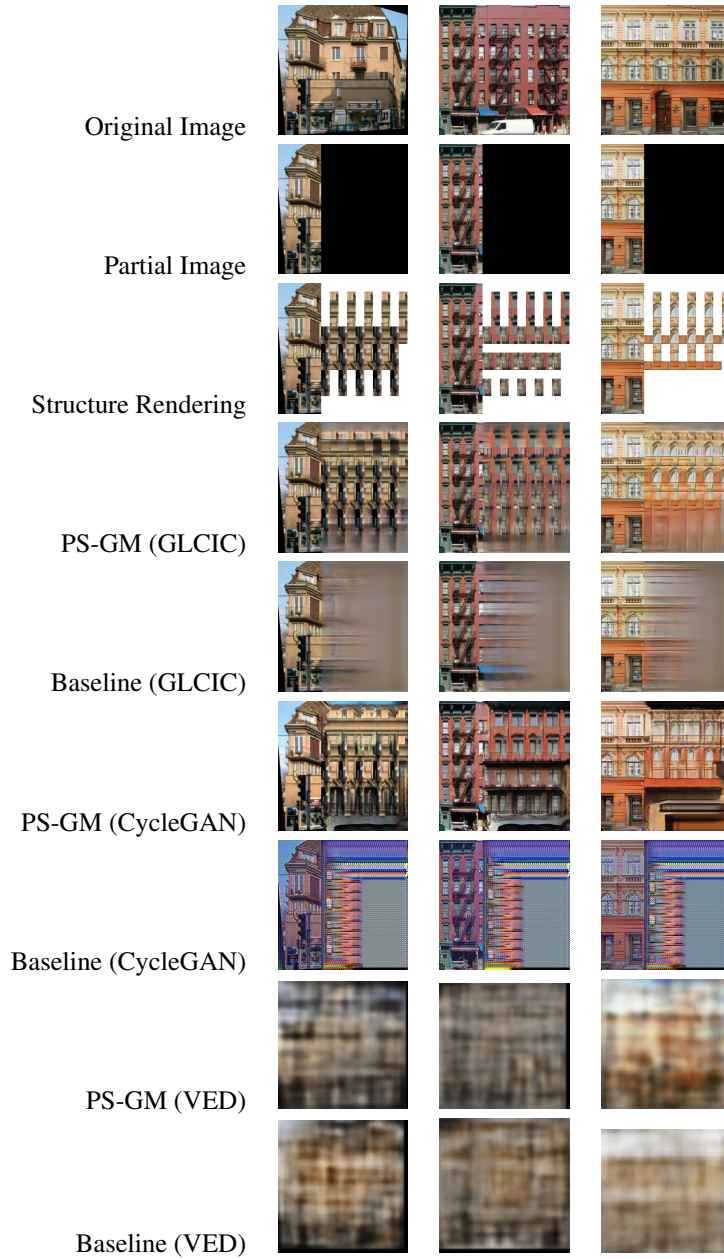 Original Image
Partial Image
Structure Rendering
PS-GM (GLCIC)
Baseline (GLCIC)
PS-GM (CycleGAN)
Baseline (CycleGAN)
PS-GM (VED)
Baseline (VED)